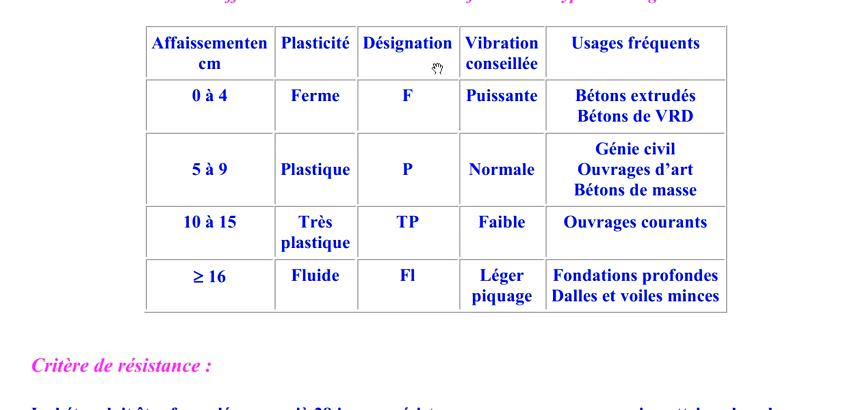 Affaissementen Plasticité Désignation Vibration Usages fréquents
cm conseillée
0 à 4 Ferme F Puissante Bétons extrudés
Bétons de VRD
Génie civil
5 à 9 Plastique P Normale Ouvrages d’art
Bétons de masse
10 à 15 Très TP Faible Ouvrages courants
plastique
≥ 16 Fluide Fl Léger Fondations profondes
piquage Dalles et voiles minces
Critère de résistance :